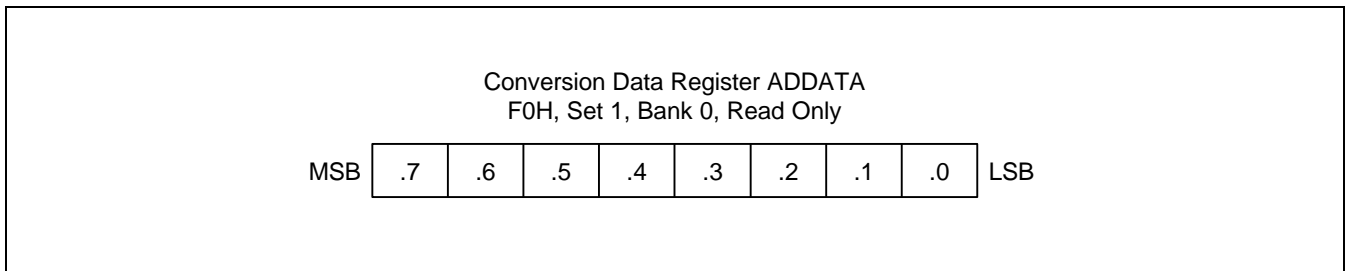 Conversion Data Register ADDATA
F0H, Set 1, Bank 0, Read Only
MSB .7 .6 .5 .4 .3 .2 .1 .0 LSB